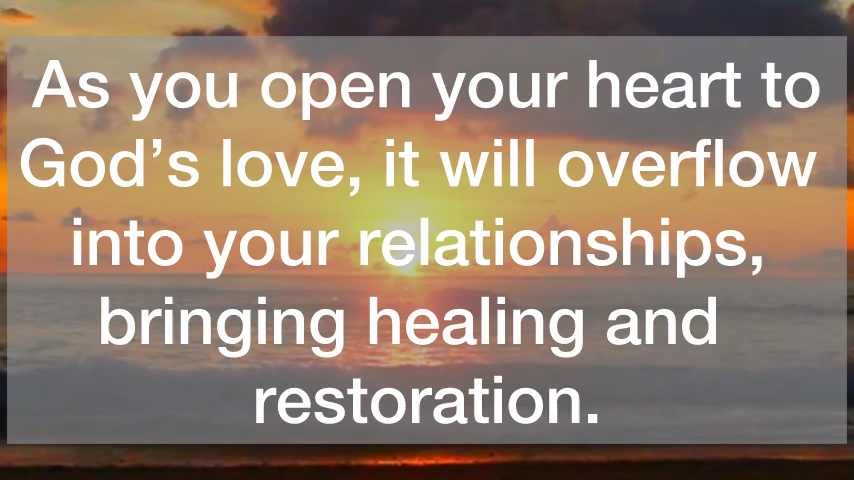 As you open your heart to
God’s love, it will overflow
into your relationships,
bringing healing and
restoration.